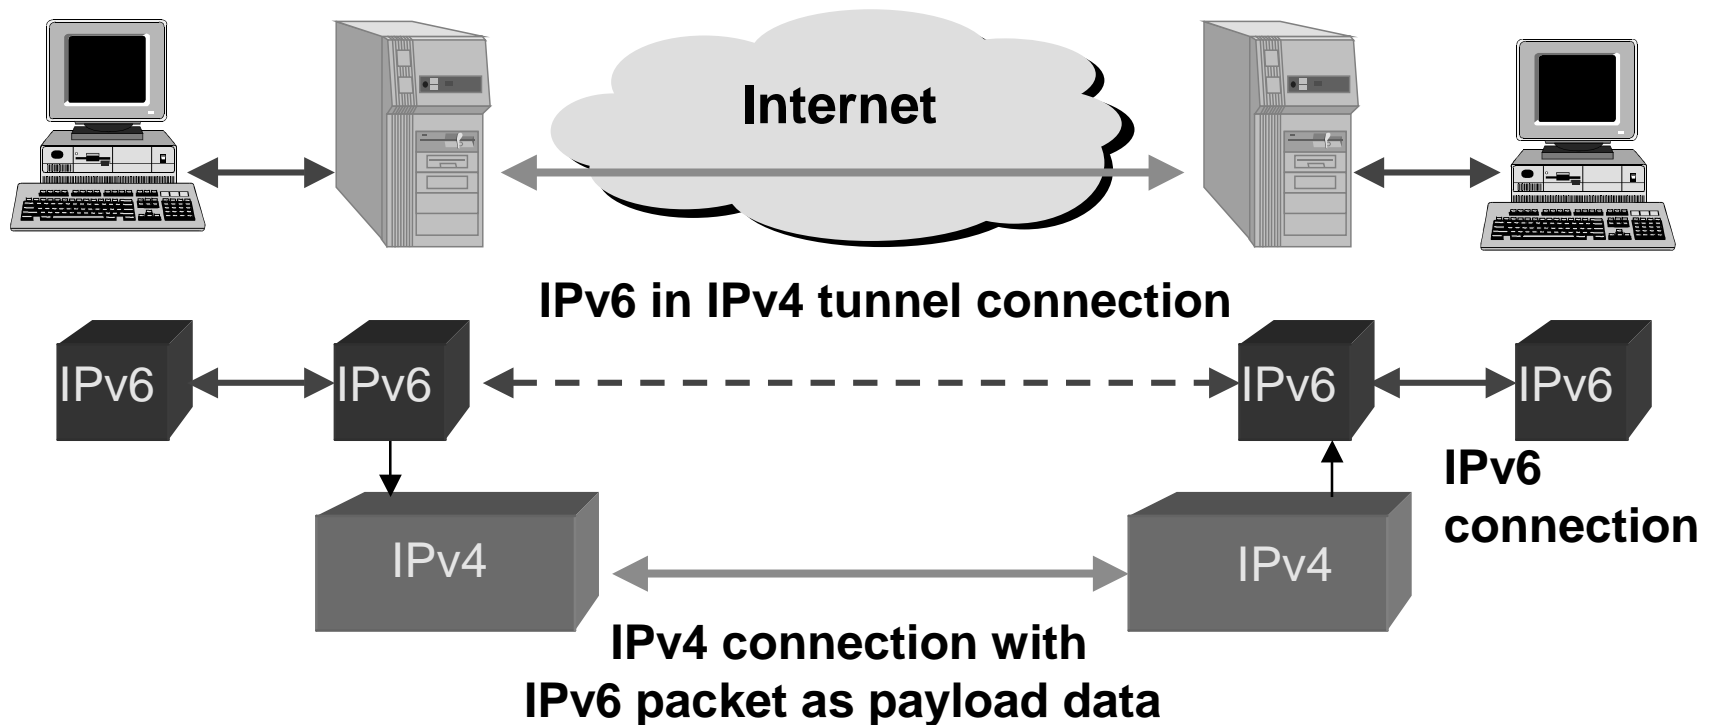 Internet
IPv6 in IPv4 tunnel connection
IPv6
IPv6
IPv6
IPv6
IPv6
connection
IPv4
IPv4
IPv4 connection with
IPv6 packet as payload data